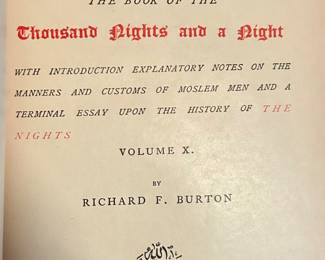 THE BOOK OF THE
Thousand Nights and a Night
WITH INTRODUCTION EXPLANATORY NOTES ON THE
MANNERS AND CUSTOMS OF MOSLEM MEN AND A
TERMINAL ESSAY UPON THE HISTORY OF THE
NIGHTS
VOLUME X.
BY
RICHARD F. BURTON